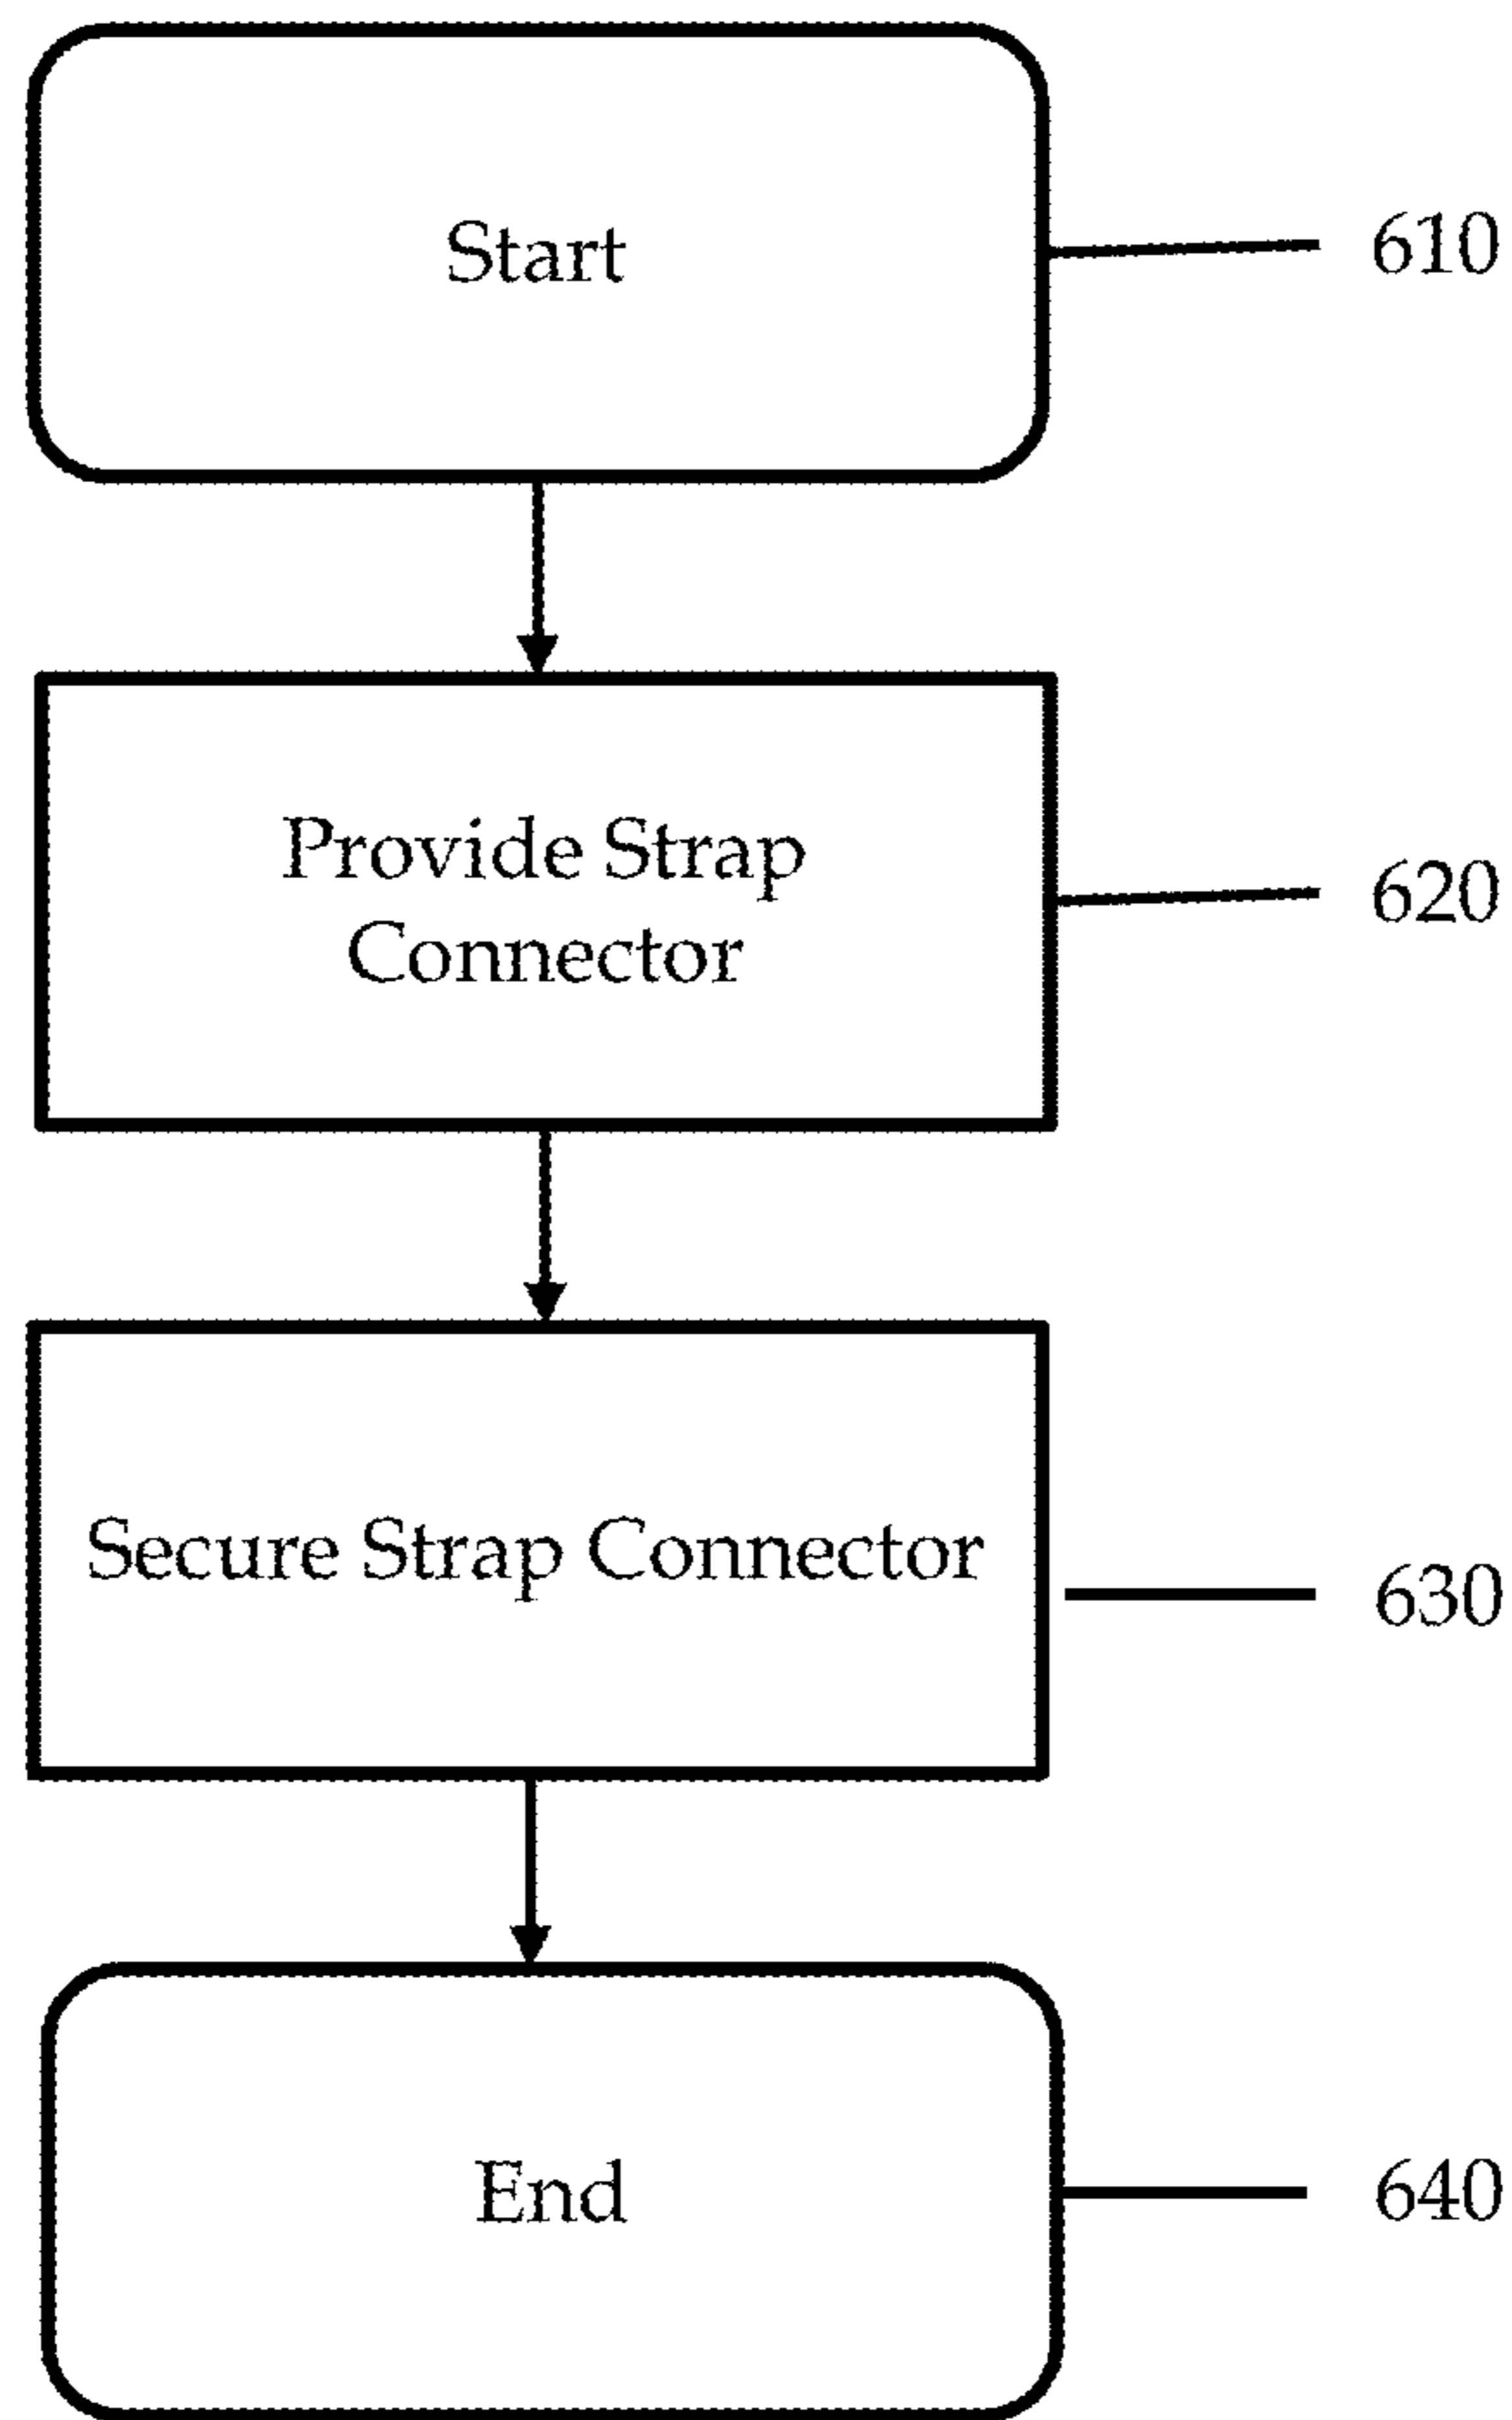 Start
610
Provide Strap
Connector
620
Secure Strap Connector
630
End
640